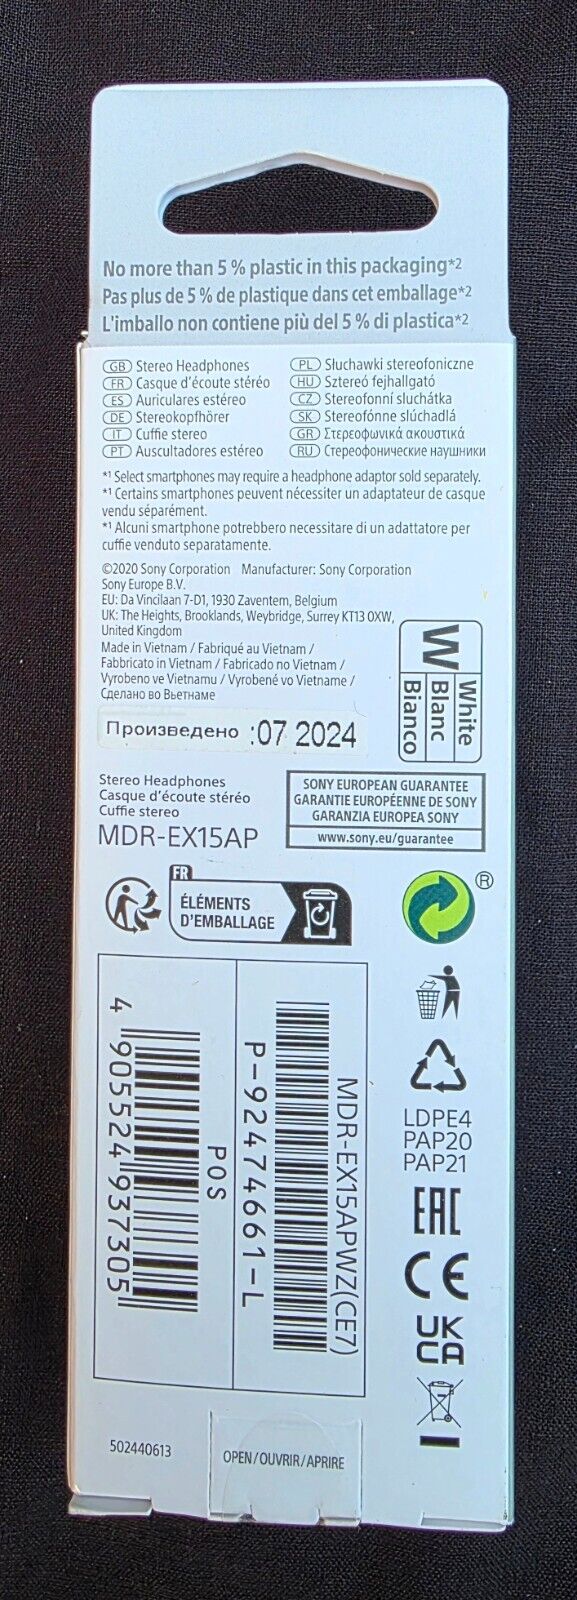 No more than 5 % plastic in this packaging*2
Pas plus de 5 % de plastique dans cet emballage*2
L'imballo non contiene più del 5 % di plastica*2
GB Stereo Headphones
FR Casque d'écoute stéréo
ES Auriculares estéreo
DE Stereokopfhörer
IT Cuffie stereo
PT Auscultadores estéreo
PL Słuchawki stereofoniczne
HU Sztereó fejhallgató
CZ Stereofonní sluchátka
SK Stereofónne slúchadlá
GR Στερεοφωνικά ακουστικά
RU Стереофонические наушники
*1 Select smartphones may require a headphone adaptor sold separately.
*1 Certains smartphones peuvent nécessiter un adaptateur de casque
vendu séparément.
*1 Alcuni smartphone potrebbero necessitare di un adattatore per
cuffie venduto separatamente.
©2020 Sony Corporation Manufacturer: Sony Corporation
Sony Europe B.V.
EU: Da Vincilaan 7-D1, 1930 Zaventem, Belgium
UK: The Heights, Brooklands, Weybridge, Surrey KT13 0XW,
United Kingdom
Made in Vietnam / Fabriqué au Vietnam /
Fabbricato in Vietnam / Fabricado no Vietnam /
Vyrobeno ve Vietnamu / Vyrobené vo Vietname /
Сделано во Вьетнаме
W
White
Blanc
Bianco
Произведено :07 2024
Stereo Headphones
Casque d'écoute stéréo
Cuffie stereo
MDR-EX15AP
SONY EUROPEAN GUARANTEE
GARANTIE EUROPÉENNE DE SONY
GARANZIA EUROPEA SONY
www.sony.eu/guarantee
FR
ÉLÉMENTS
D'EMBALLAGE
®
LDPE4
PAP20
PAP21
EAC
CE
UK
CA
MDR-EX15APWZ(CE7)
P-92474661-L
POS
4 905524 937305
502440613
OPEN/OUVRIR/APRIRE